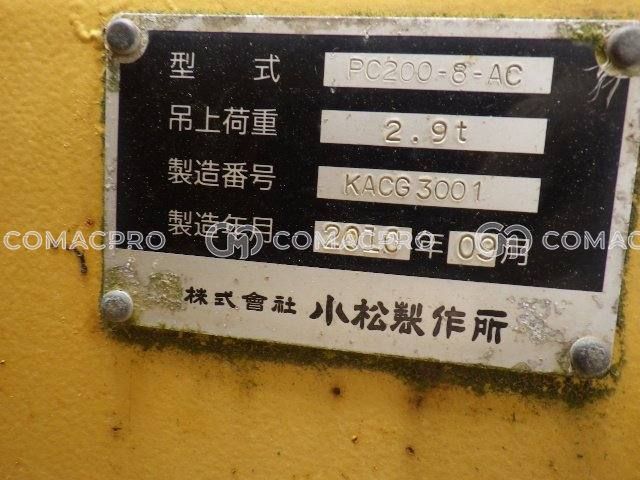 型 式 PC200-8-AC
吊上荷重 2.9t
製造番号 KACG3001
製造年月 2010 年 09月
COMACPRO COMACPRO COMAC
株式會社 小松製作所